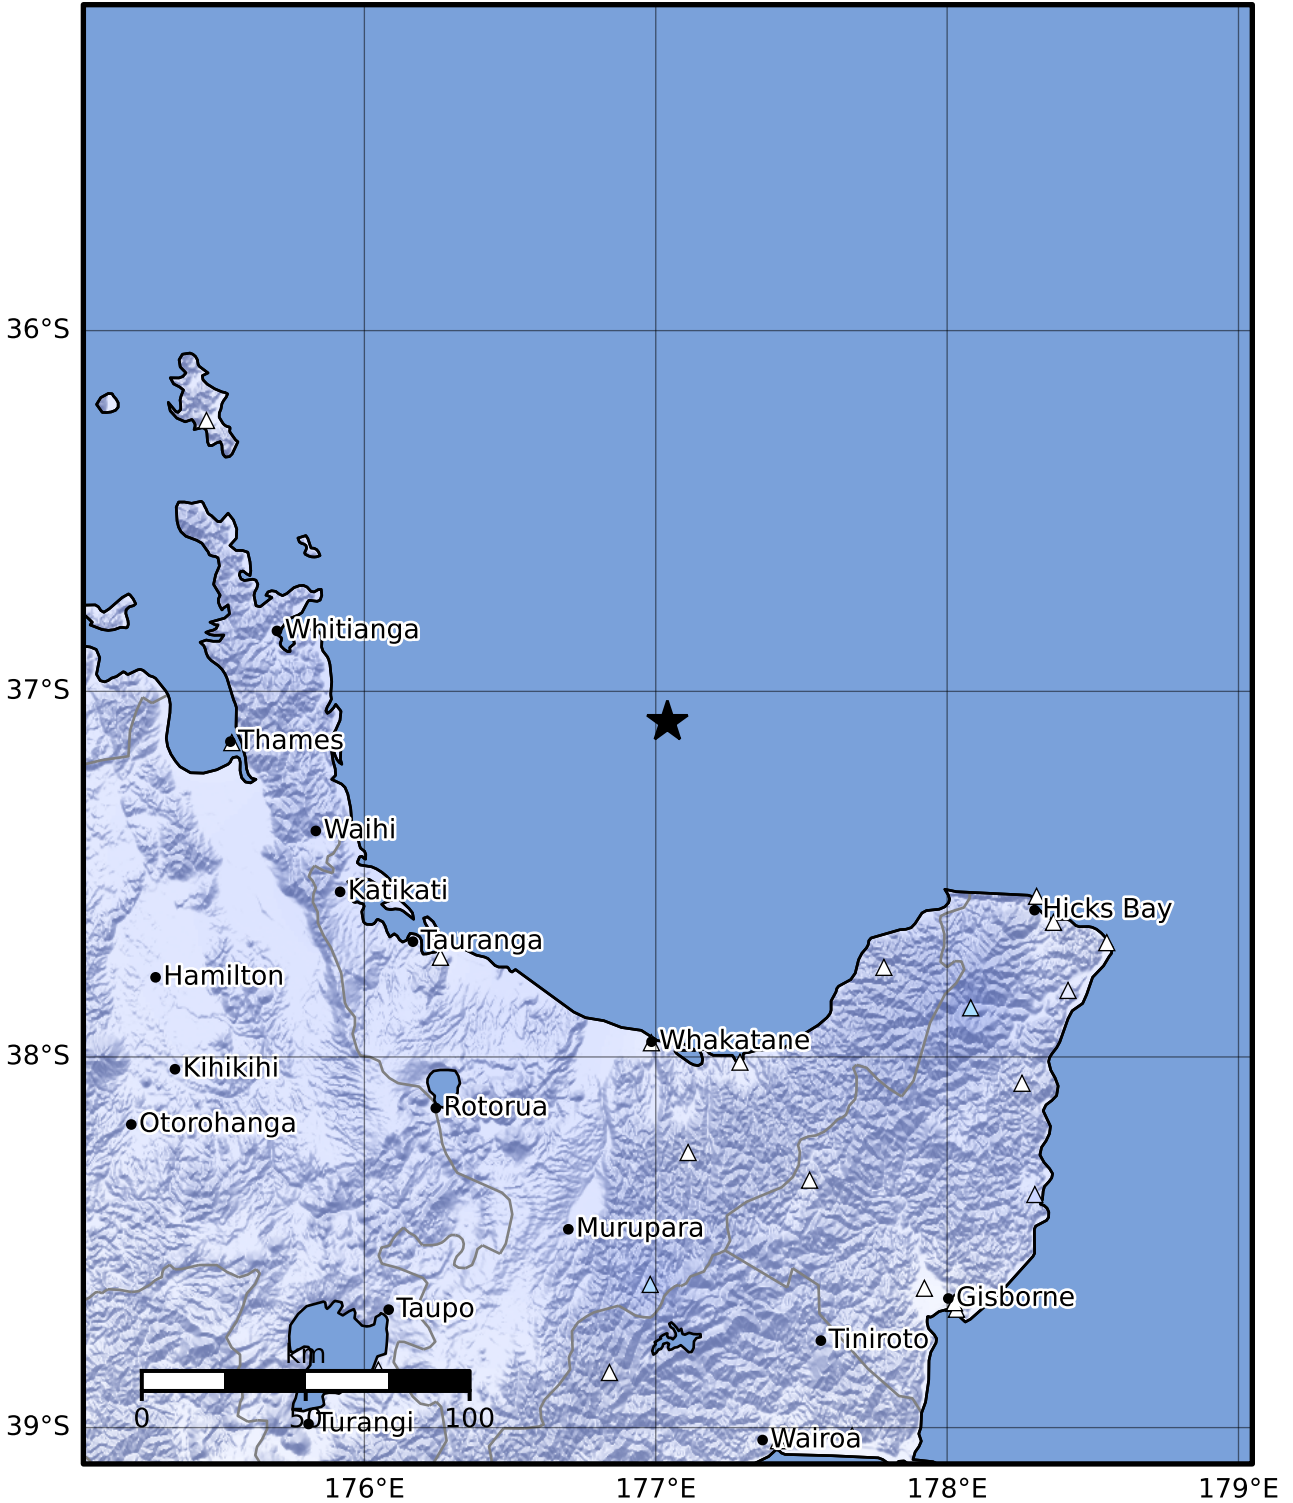 36°S
Whitianga
37°S
Thames
Waihi
Katikati
Hicks Bay
Tauranga
Hamilton
Whakatane
38°S
Kihikihi
Rotorua
Otorohanga
Murupara
Gisborne
Taupo
Tiniroto
km
0 50 100
Turangi
39°S
Wairoa
176°E 177°E 178°E 179°E